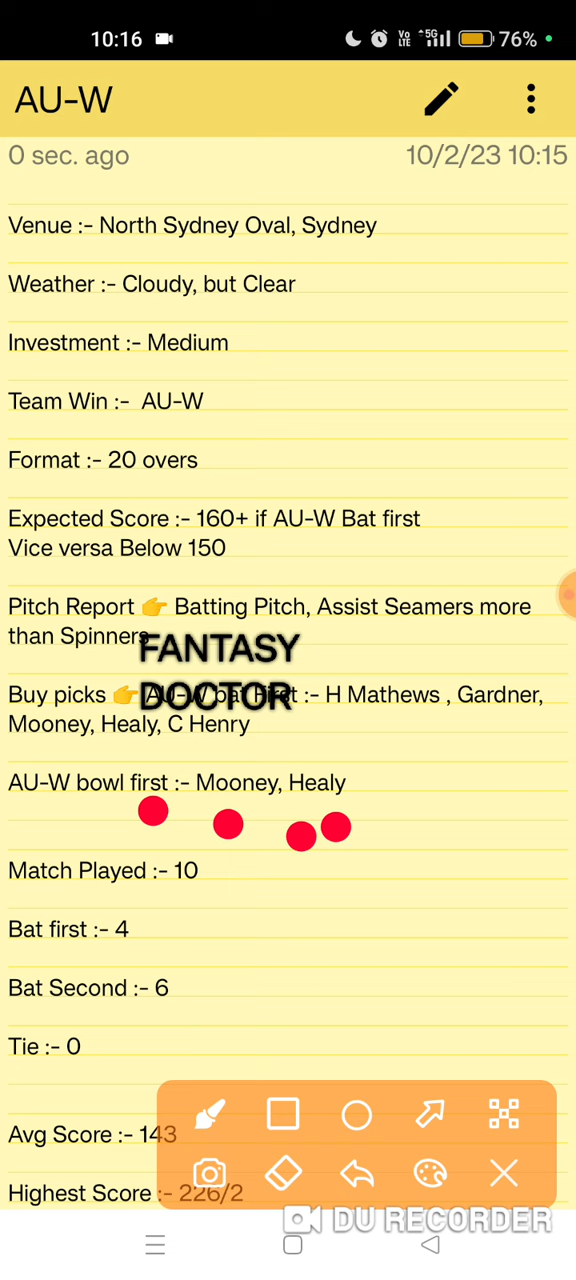 10:16
Vo LTE 5G 76%
AU-W
0 sec. ago 10/2/23 10:15
Venue :- North Sydney Oval, Sydney
Weather :- Cloudy, but Clear
Investment :- Medium
Team Win :- AU-W
Format :- 20 overs
Expected Score :- 160+ if AU-W Bat first
Vice versa Below 150
Pitch Report 👉 Batting Pitch, Assist Seamers more
than Spinners
FANTASY
DOCTOR
Buy picks 👉 AU-W bat First :- H Mathews , Gardner,
Mooney, Healy, C Henry
AU-W bowl first :- Mooney, Healy
Match Played :- 10
Bat first :- 4
Bat Second :- 6
Tie :- 0
Avg Score :- 143
Highest Score :- 226/2
DU RECORDER